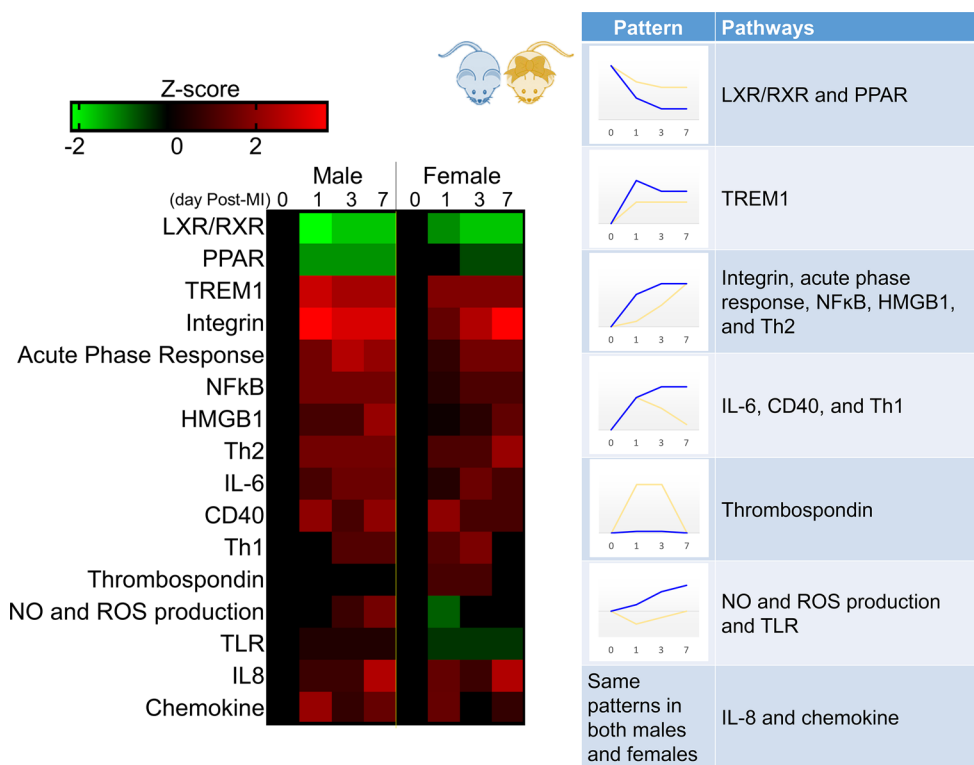 Z-score
-2 0 2
Male Female
(day Post-MI) 0 1 3 7 0 1 3 7
LXR/RXR
PPAR
TREM1
Integrin
Acute Phase Response
NFkB
HMGB1
Th2
IL-6
CD40
Th1
Thrombospondin
NO and ROS production
TLR
IL8
Chemokine
Pattern Pathways
0 1 3 7
LXR/RXR and PPAR
0 1 3 7
TREM1
0 1 3 7
Integrin, acute phase
response, NFκB, HMGB1,
and Th2
0 1 3 7
IL-6, CD40, and Th1
0 1 3 7
Thrombospondin
0 1 3 7
NO and ROS production
and TLR
Same
patterns in
both males
and females
IL-8 and chemokine